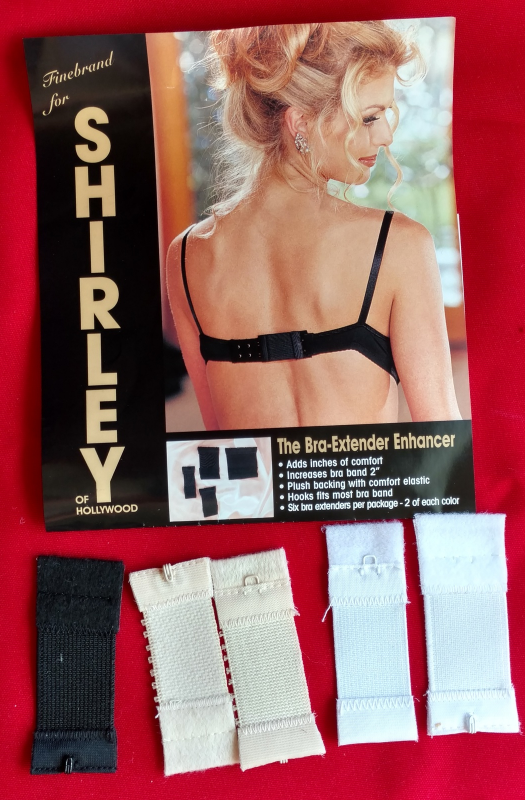 Finebrand
for
SHIRLEY
OF
HOLLYWOOD
The Bra-Extender Enhancer
• Adds inches of comfort
• Increases bra band 2"
• Plush backing with comfort elastic
• Hooks fits most bra band
• Six bra extenders per package - 2 of each color